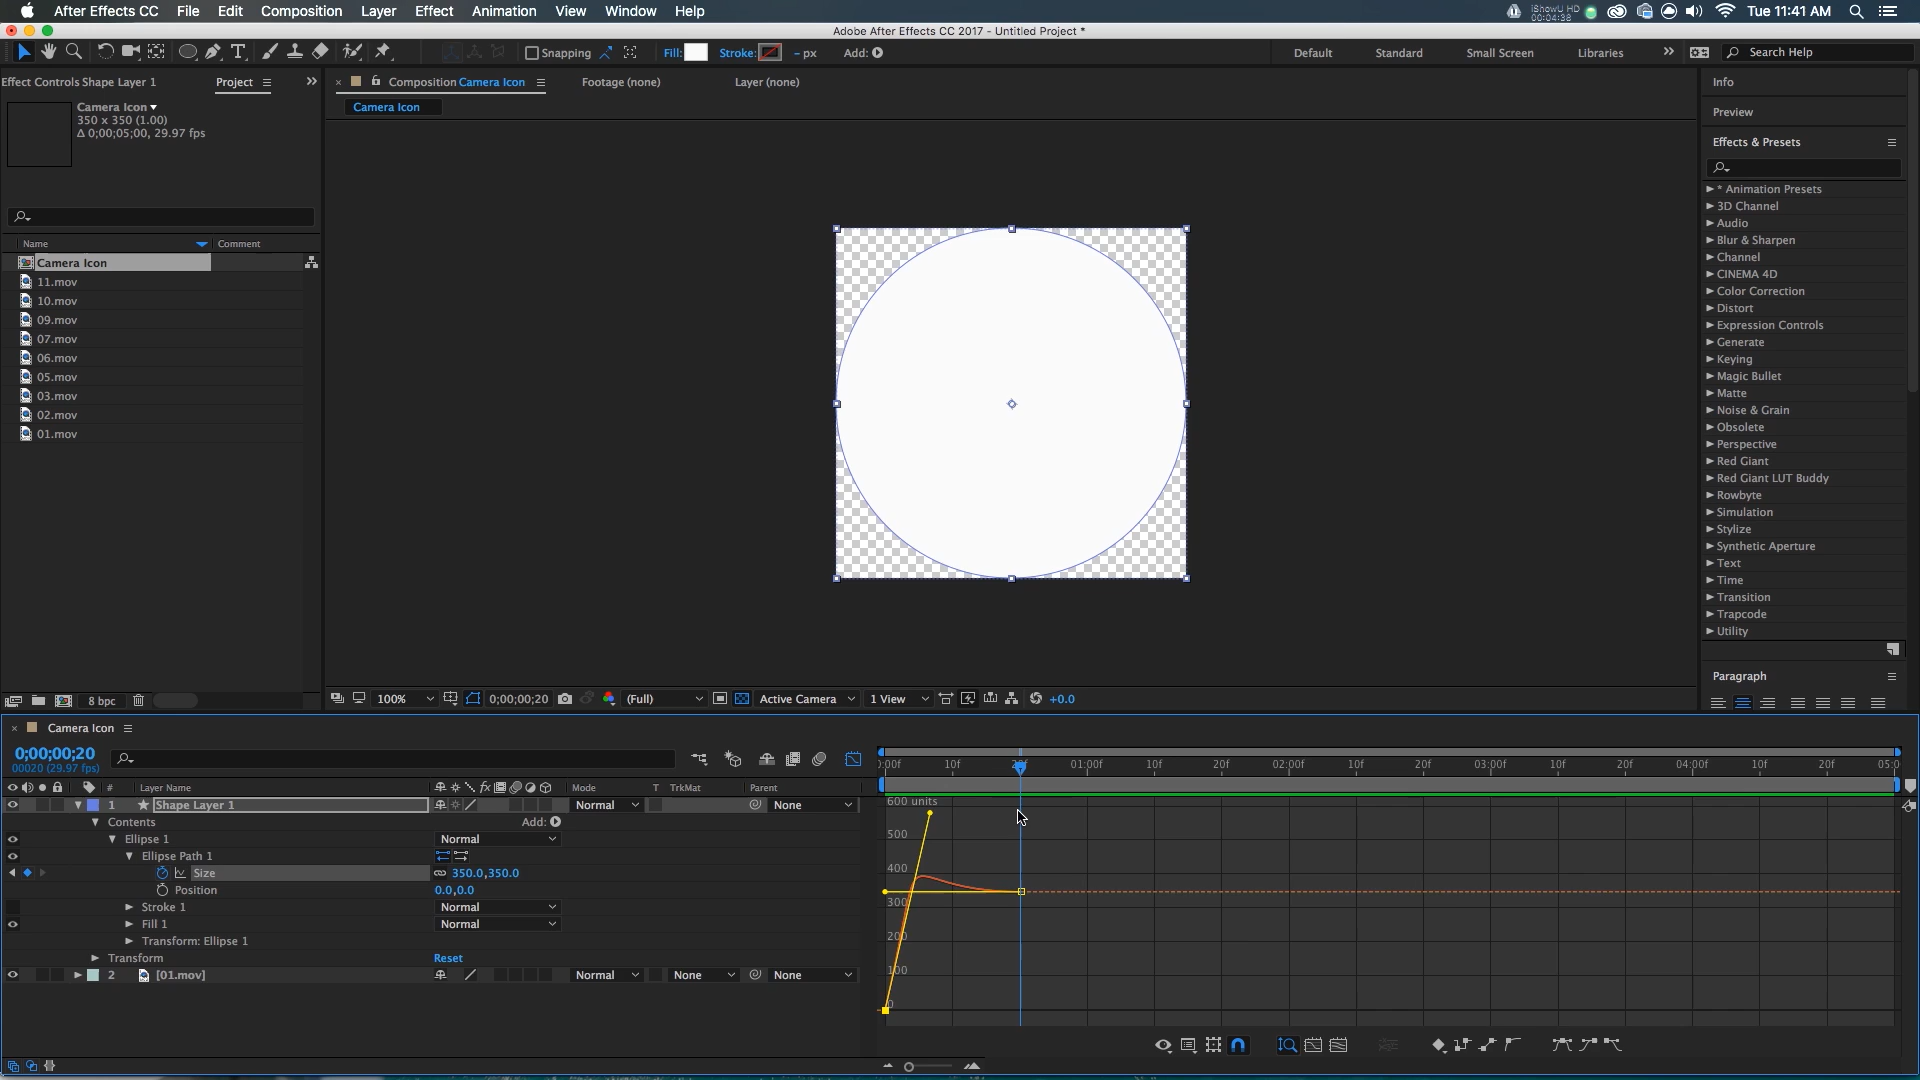 After Effects CC File Edit Composition Layer Effect Animation View Window Help iShowU HD 00:04:38 Tue 11:41 AM
Adobe After Effects CC 2017 - Untitled Project *
Snapping Fill: Stroke: - px Add: Default Standard Small Screen Libraries Search Help
Effect Controls Shape Layer 1 Project Composition Camera Icon Footage (none) Layer (none) Info
Camera Icon
Camera Icon
350 x 350 (1.00)
Δ 0;00;05;00, 29.97 fps
Preview
Effects & Presets
* Animation Presets
3D Channel
Audio
Blur & Sharpen
Channel
CINEMA 4D
Color Correction
Distort
Expression Controls
Generate
Keying
Magic Bullet
Matte
Noise & Grain
Obsolete
Perspective
Red Giant
Red Giant LUT Buddy
Rowbyte
Simulation
Stylize
Synthetic Aperture
Text
Time
Transition
Trapcode
Utility
Paragraph
Name Comment
Camera Icon
11.mov
10.mov
09.mov
07.mov
06.mov
05.mov
03.mov
02.mov
01.mov
8 bpc
100% 0;00;00;20 (Full) Active Camera 1 View +0.0
Camera Icon
0;00;00;20
00020 (29.97 fps)
# Layer Name fx Mode T TrkMat Parent
1 Shape Layer 1 Normal None
Contents Add:
Ellipse 1 Normal
Ellipse Path 1
Size 350.0,350.0
Position 0.0,0.0
Stroke 1 Normal
Fill 1 Normal
Transform: Ellipse 1
Transform Reset
2 [01.mov] Normal None None
10f 01:00f 10f 20f 02:00f 10f 20f 03:00f 10f 20f 04:00f 10f 20f
600 units
500
400
300
200
100
0